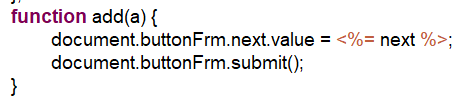 function add(a) {
document.buttonFrm.next.value = <%= next %>;
document.buttonFrm.submit();
}